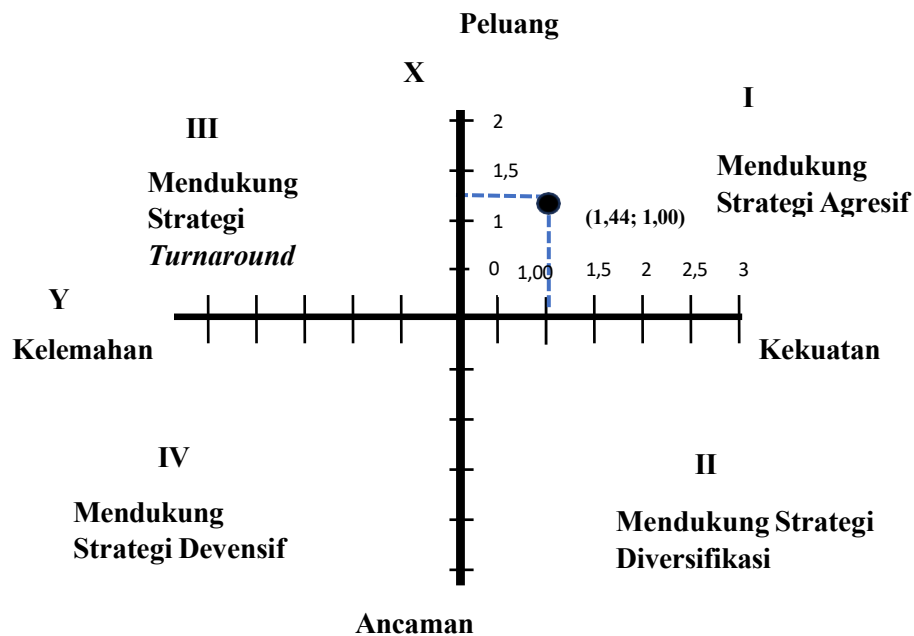 Peluang
X
I
III
2
Mendukung
Strategi Agresif
1,5
Mendukung
Strategi
Turnaround
1
(1,44; 1,00)
0 1,00 1,5 2 2,5 3
Y
Kelemahan
Kekuatan
IV
II
Mendukung
Strategi Devensif
Mendukung Strategi
Diversifikasi
Ancaman